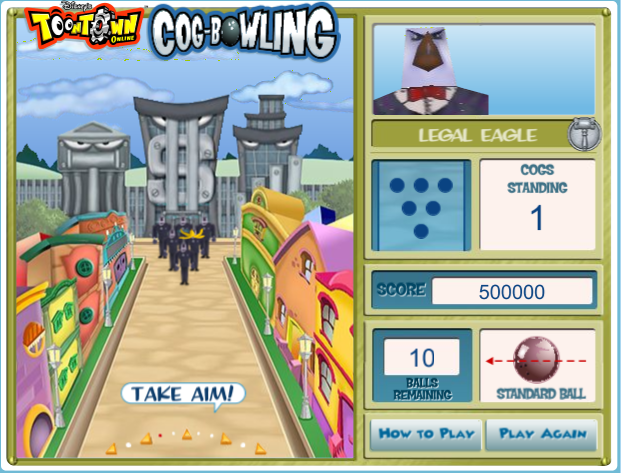 Disney's
TOONTOWN
ONLINE
COG-BOWLING
LEGAL EAGLE
COGS
STANDING
1
SCORE 500000
10
BALLS
REMAINING
STANDARD BALL
TAKE AIM!
HOW TO PLAY
PLAY AGAIN